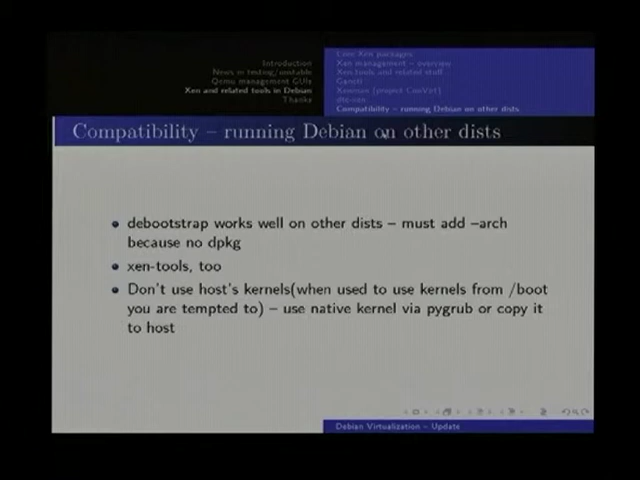 Introduction
News in testing/unstable
Qemu management GUIs
Xen and related tools in Debian
Thanks
Core Xen packages
Xen management – overview
Xen tools and related stuff
Ganeti
Xenman (project ConVirt)
dtc-xen
Compatibility – running Debian on other dists
Compatibility – running Debian on other dists
debootstrap works well on other dists – must add –arch
because no dpkg
xen-tools, too
Don't use host's kernels(when used to use kernels from /boot
you are tempted to) – use native kernel via pygrub or copy it
to host
Debian Virtualization – Update